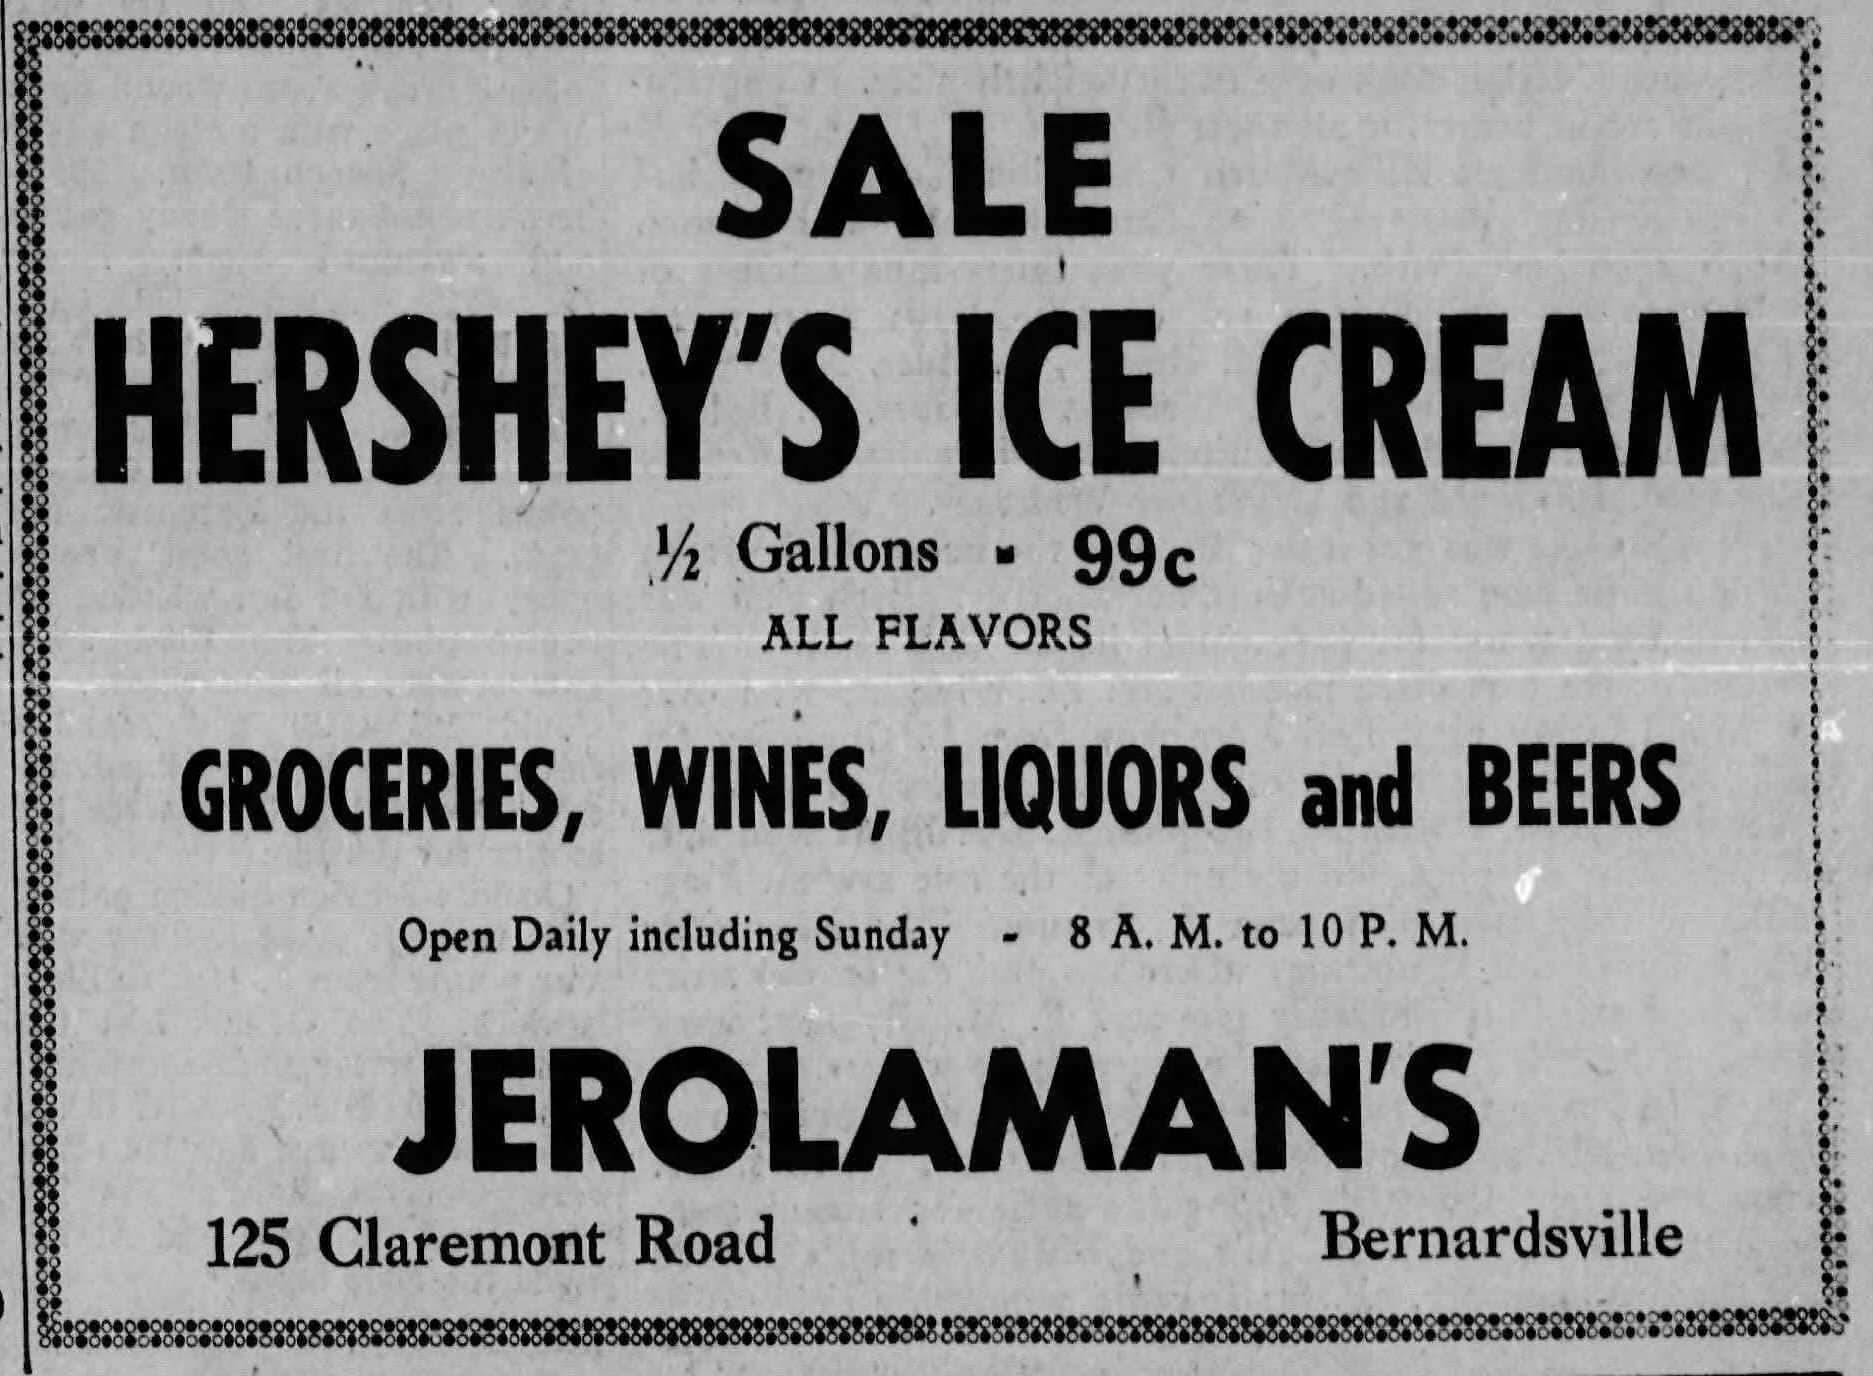 SALE
HERSHEY'S ICE CREAM
½ Gallons - 99c
ALL FLAVORS
GROCERIES, WINES, LIQUORS and BEERS
Open Daily including Sunday - 8 A. M. to 10 P. M.
JEROLAMAN'S
125 Claremont Road Bernardsville